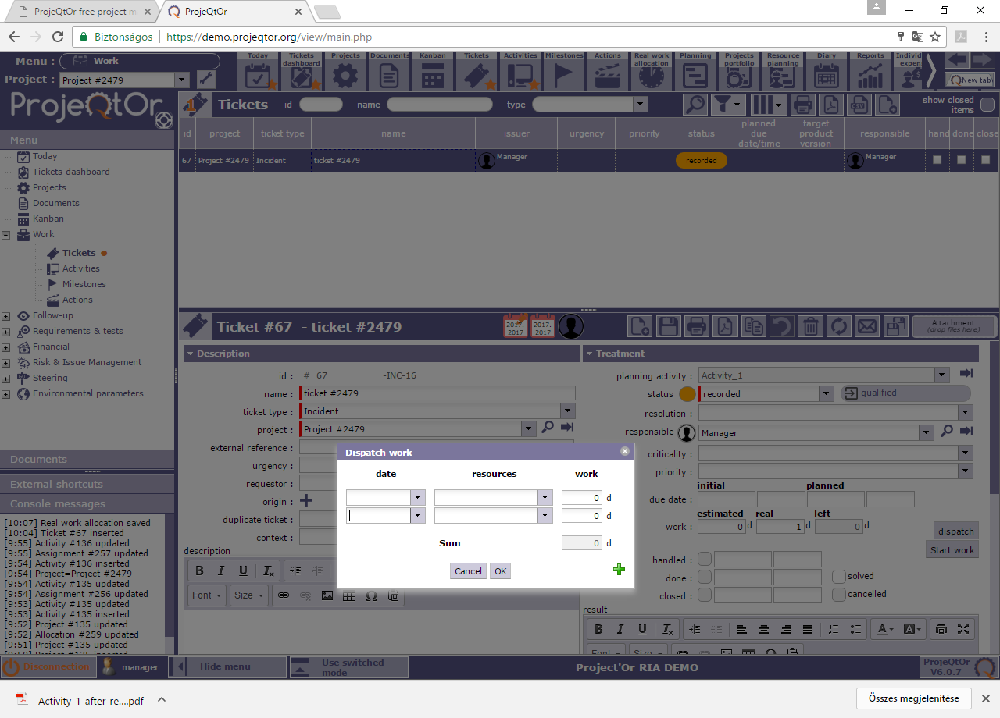 ProjeQtOr free project m
ProjeQtOr
Biztonságos
https://demo.projeqtor.org/view/main.php
Menu :
Work
Project :
Project #2479
Today
Tickets dashboard
Projects
Documents
Kanban
Tickets
Activities
Milestones
Actions
Real work allocation
Planning
Projects portfolio
Resource planning
Diary
Reports
Individ expen
New tab
ProjeQtOr
1
Tickets
id
name
type
CSV
show closed items
Menu
id
project
ticket type
name
issuer
urgency
priority
status
planned due date/time
target product version
responsible
hand
done
close
67
Project #2479
Incident
ticket #2479
Manager
recorded
Manager
Today
Tickets dashboard
Projects
Documents
Kanban
Work
Tickets
Activities
Milestones
Actions
Follow-up
Requirements & tests
Financial
Risk & Issue Management
Steering
Environmental parameters
Documents
External shortcuts
Console messages
[10:07] Real work allocation saved
[10:04] Ticket #67 inserted
[9:55] Activity #136 updated
[9:55] Assignment #257 updated
[9:54] Activity #136 inserted
[9:54] Project=Project #2479
[9:54] Activity #135 updated
[9:54] Assignment #256 updated
[9:53] Activity #135 updated
[9:53] Activity #135 inserted
[9:52] Project #135 updated
[9:52] Allocation #259 updated
[9:51] Project #135 updated
[9:50] Project #135 inserted
Ticket #67 - ticket #2479
2017.
2017
2017.
2017
Attachment
(drop files here)
Description
id : # 67 -INC-16
name : ticket #2479
ticket type : Incident
project : Project #2479
external reference :
urgency :
requestor :
origin :
duplicate ticket :
context :
description
B I U Ix
Font
Size
Treatment
planning activity : Activity_1
status
recorded
qualified
resolution :
responsible
Manager
criticality :
priority :
initial
planned
due date :
estimated
real
left
work : 0 d 1 d 0 d
dispatch
Start work
handled :
done :
solved
closed :
cancelled
result
B I U Ix
A
A
Font
Size
Dispatch work
date
resources
work
0 d
0 d
Sum
0 d
Cancel
OK
Disconnection
manager
Hide menu
Use switched mode
Project'Or RIA DEMO
ProjeQtOr
V6.0.7
Activity_1_after_re....pdf
Összes megjelenítése